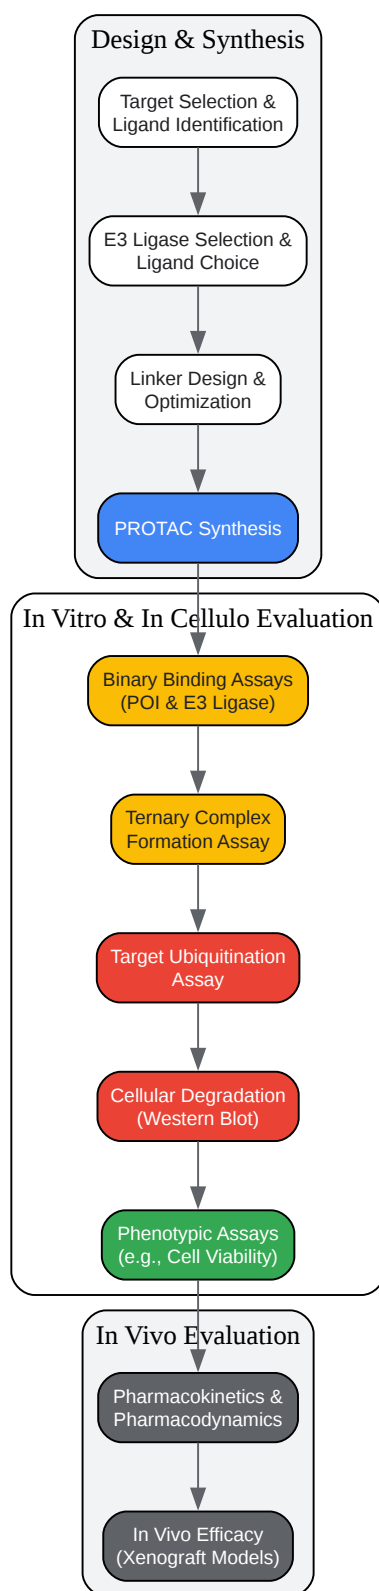 Design & Synthesis
Target Selection &
Ligand Identification
E3 Ligase Selection &
Ligand Choice
Linker Design &
Optimization
PROTAC Synthesis
In Vitro & In Cellulo Evaluation
Binary Binding Assays
(POI & E3 Ligase)
Ternary Complex
Formation Assay
Target Ubiquitination
Assay
Cellular Degradation
(Western Blot)
Phenotypic Assays
(e.g., Cell Viability)
In Vivo Evaluation
Pharmacokinetics &
Pharmacodynamics
In Vivo Efficacy
(Xenograft Models)